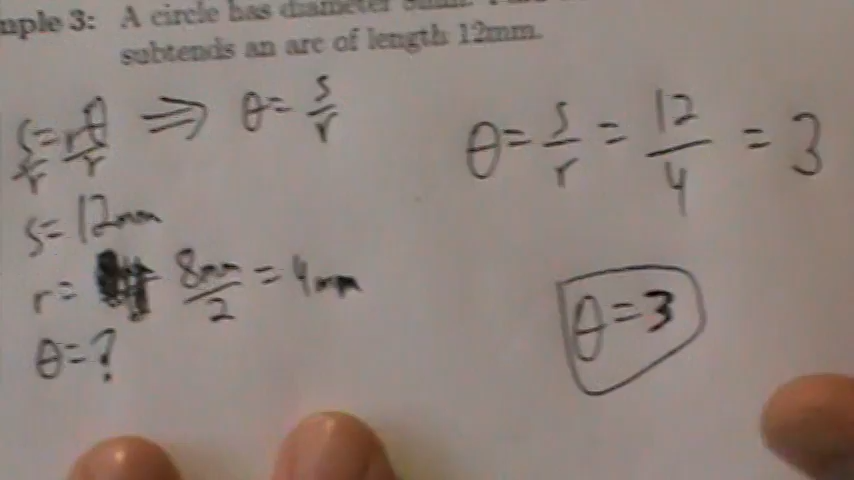 mple 3: A circle has diameter 8mm.
subtends an arc of length 12mm.
s/r = rθ/r ⟹ θ = s/r
s = 12mm
r = 8mm/2 = 4mm
θ = ?
θ = s/r = 12/4 = 3
θ = 3